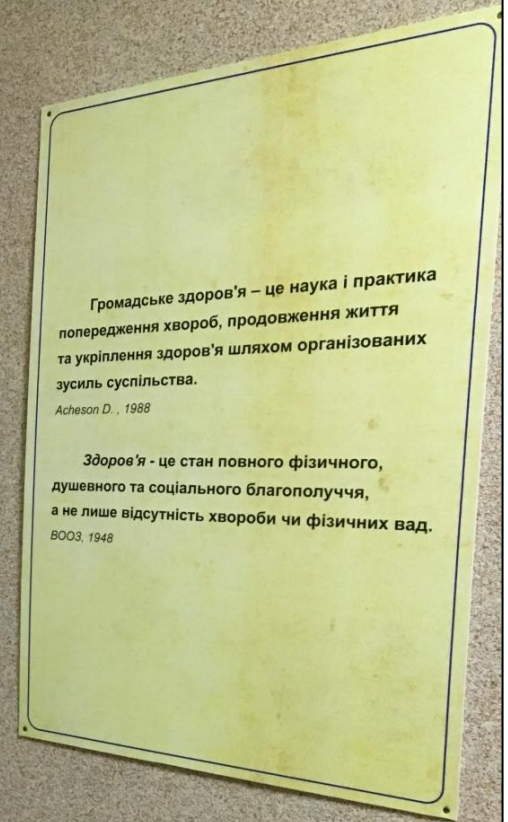 Громадське здоров'я – це наука і практика
попередження хвороб, продовження життя
та укріплення здоров'я шляхом організованих
зусиль суспільства.
Acheson D. , 1988
Здоров'я - це стан повного фізичного,
душевного та соціального благополуччя,
а не лише відсутність хвороби чи фізичних вад.
ВООЗ, 1948